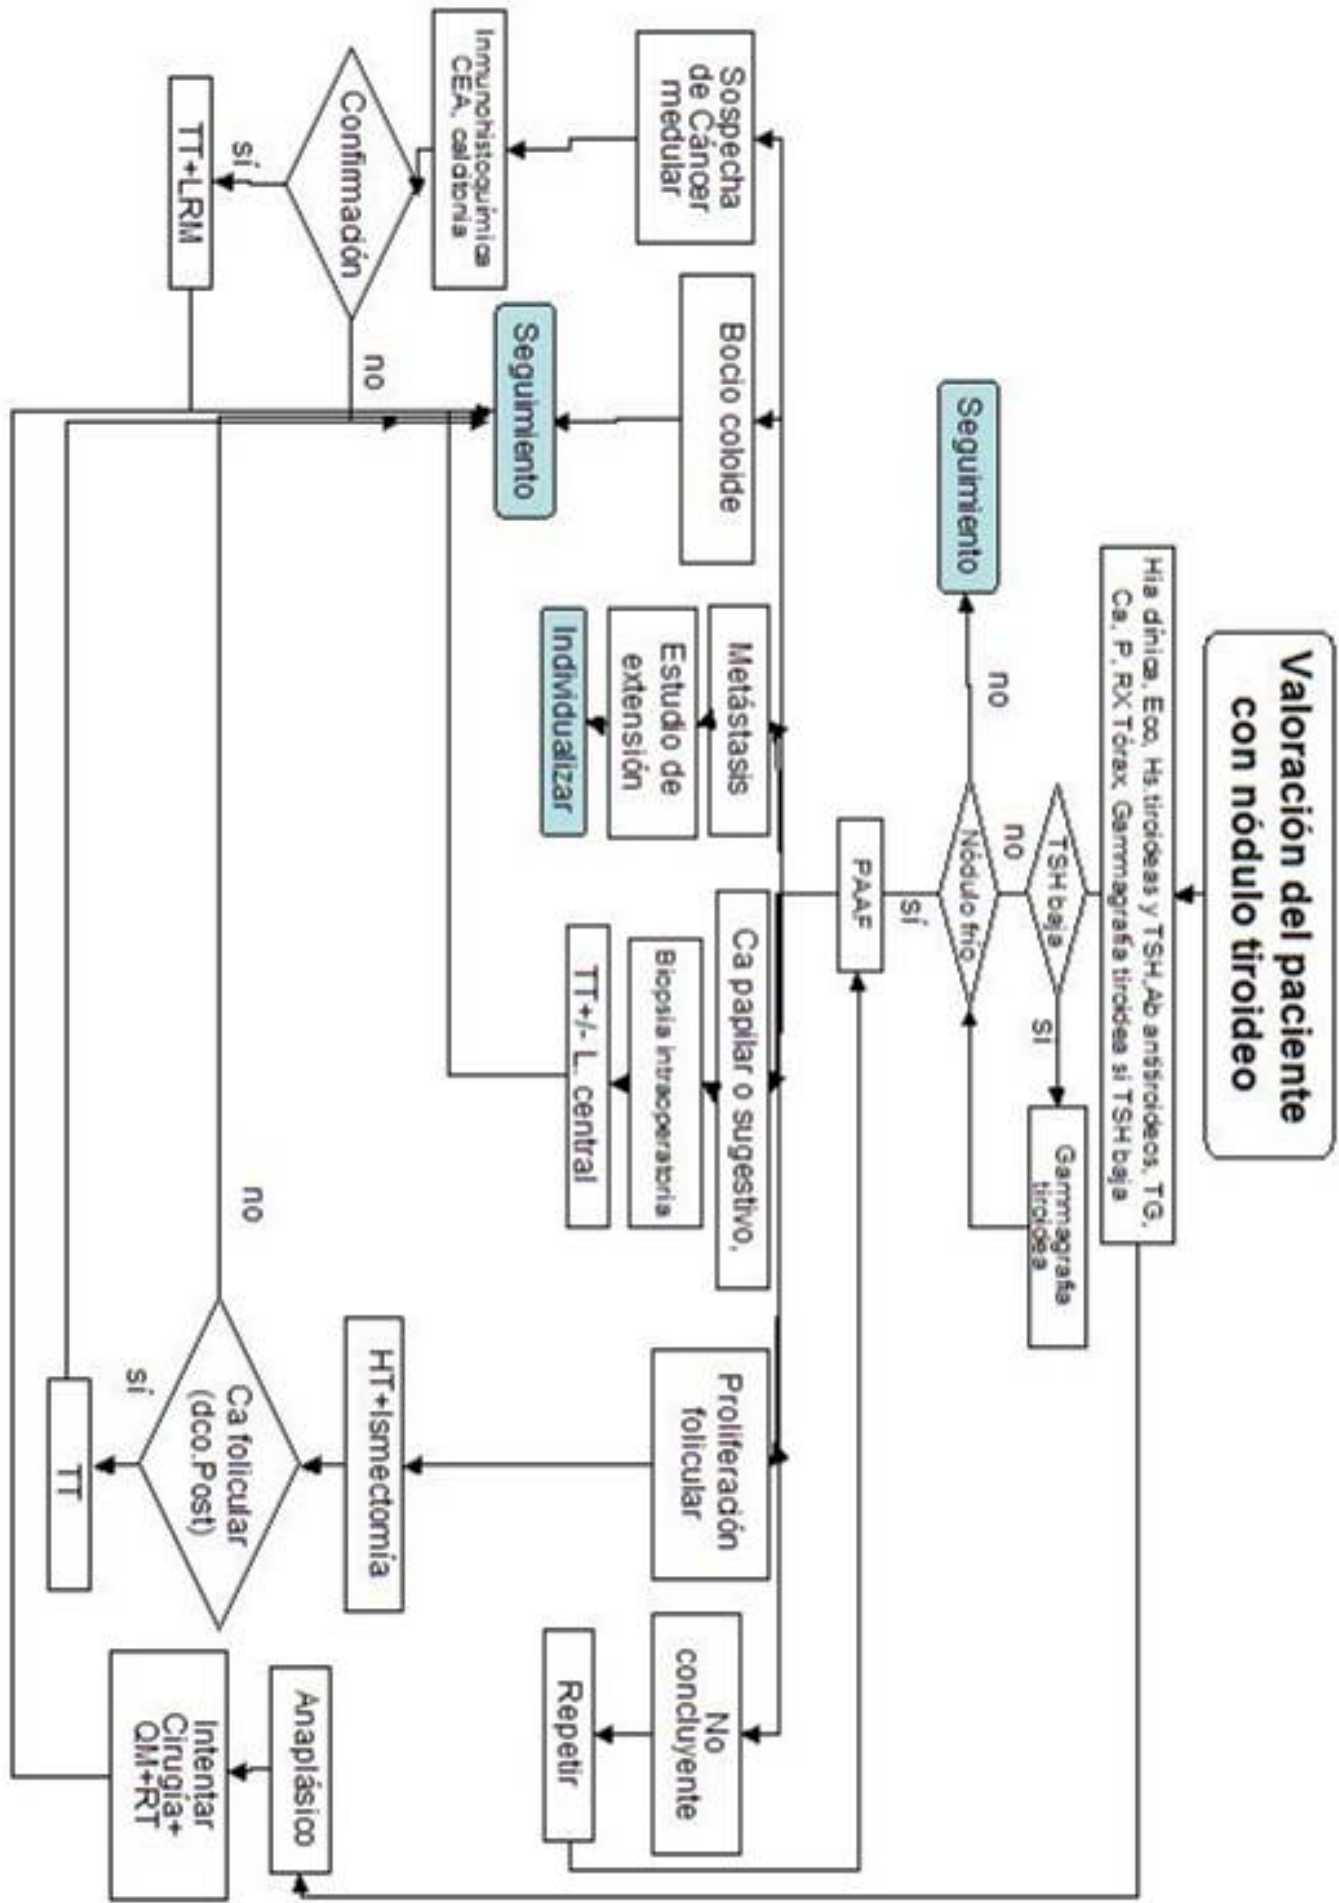 Valoración del paciente
con nódulo tiroideo
Hia clínica, Eco, Hs.tiroideas y TSH,Ab antitiroideos, TG,
Ca, P, RX Tórax, Gammagrafía tiroidea si TSH baja
TSH baja
SI
Gammagrafía
tiroidea
no
Nódulo frio
no
Seguimiento
sí
PAAF
Sospecha
de Cáncer
medular
Bocio coloide
Metástasis
Ca papilar o sugestivo,
Proliferación
folicular
No
concluyente
Inmunohistoquímica
CEA, calcitonia
Seguimiento
Estudio de
extensión
Individualizar
Biopsia intraoperatoria
TT+/- L. central
Repetir
Confirmación
no
sí
TT+LRM
HT+Ismectomía
no
Ca folicular
(dco.Post)
sí
TT
Anaplásico
Intentar
Cirugía+
QM+RT